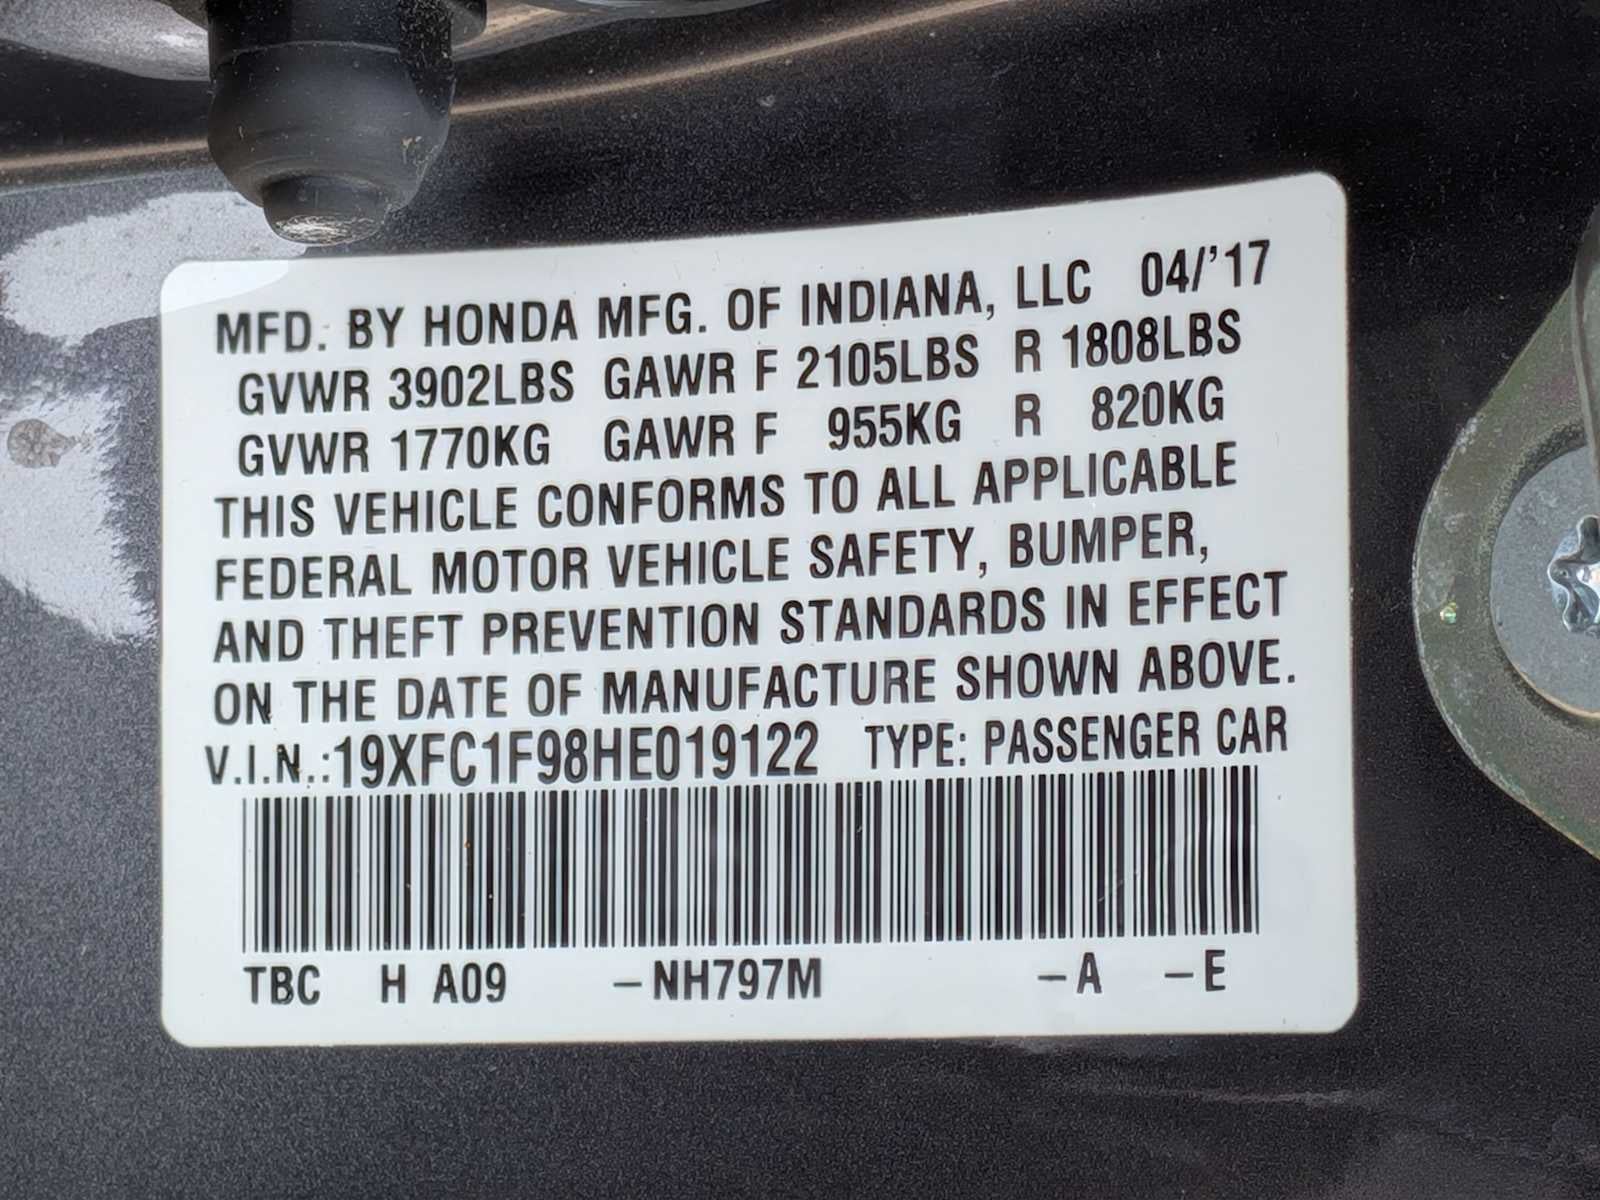 MFD. BY HONDA MFG. OF INDIANA, LLC 04/'17
GVWR 3902LBS GAWR F 2105LBS R 1808LBS
GVWR 1770KG GAWR F 955KG R 820KG
THIS VEHICLE CONFORMS TO ALL APPLICABLE
FEDERAL MOTOR VEHICLE SAFETY, BUMPER,
AND THEFT PREVENTION STANDARDS IN EFFECT
ON THE DATE OF MANUFACTURE SHOWN ABOVE.
V.I.N.:19XFC1F98HE019122 TYPE: PASSENGER CAR
TBC H A09 –NH797M –A –E